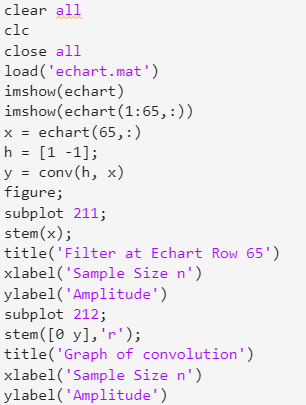 clear all
clc
close all
load('echart.mat')
imshow(echart)
imshow(echart(1:65,:))
x = echart(65,:)
h = [1 -1];
y = conv(h, x)
figure;
subplot 211;
stem(x);
title('Filter at Echart Row 65')
xlabel('Sample Size n')
ylabel('Amplitude')
subplot 212;
stem([0 y],'r');
title('Graph of convolution')
xlabel('Sample Size n')
ylabel('Amplitude')